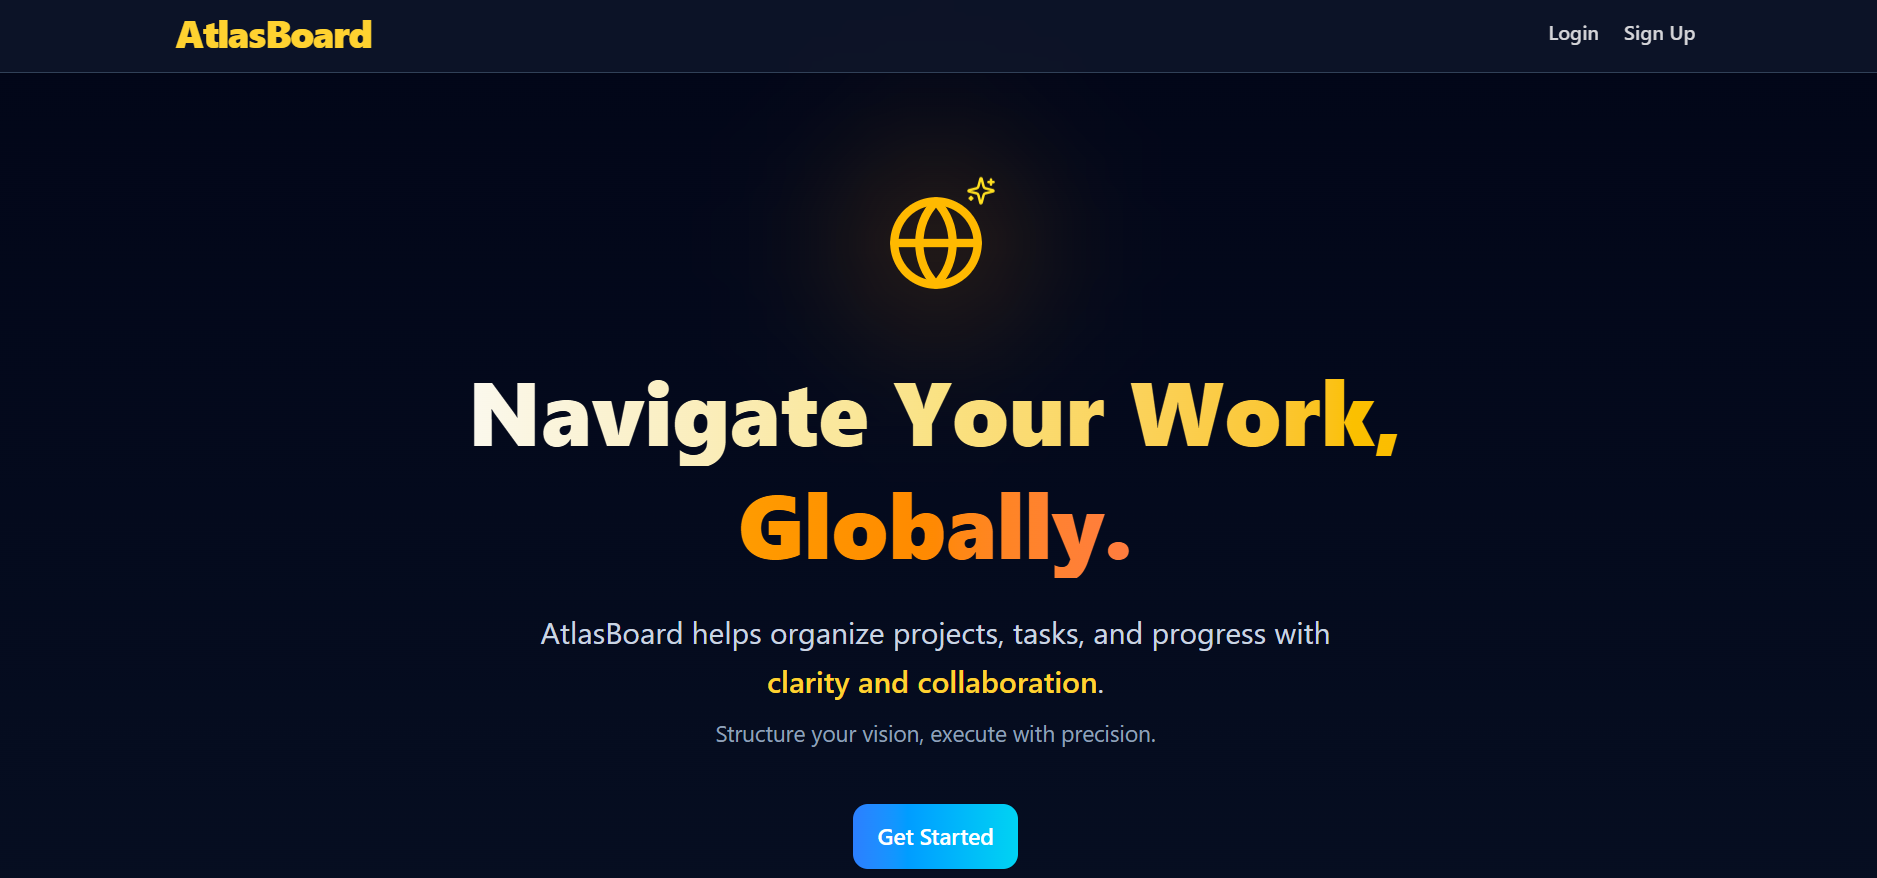 AtlasBoard
Login
Sign Up
Navigate Your Work,
Globally.
AtlasBoard helps organize projects, tasks, and progress with
clarity and collaboration.
Structure your vision, execute with precision.
Get Started